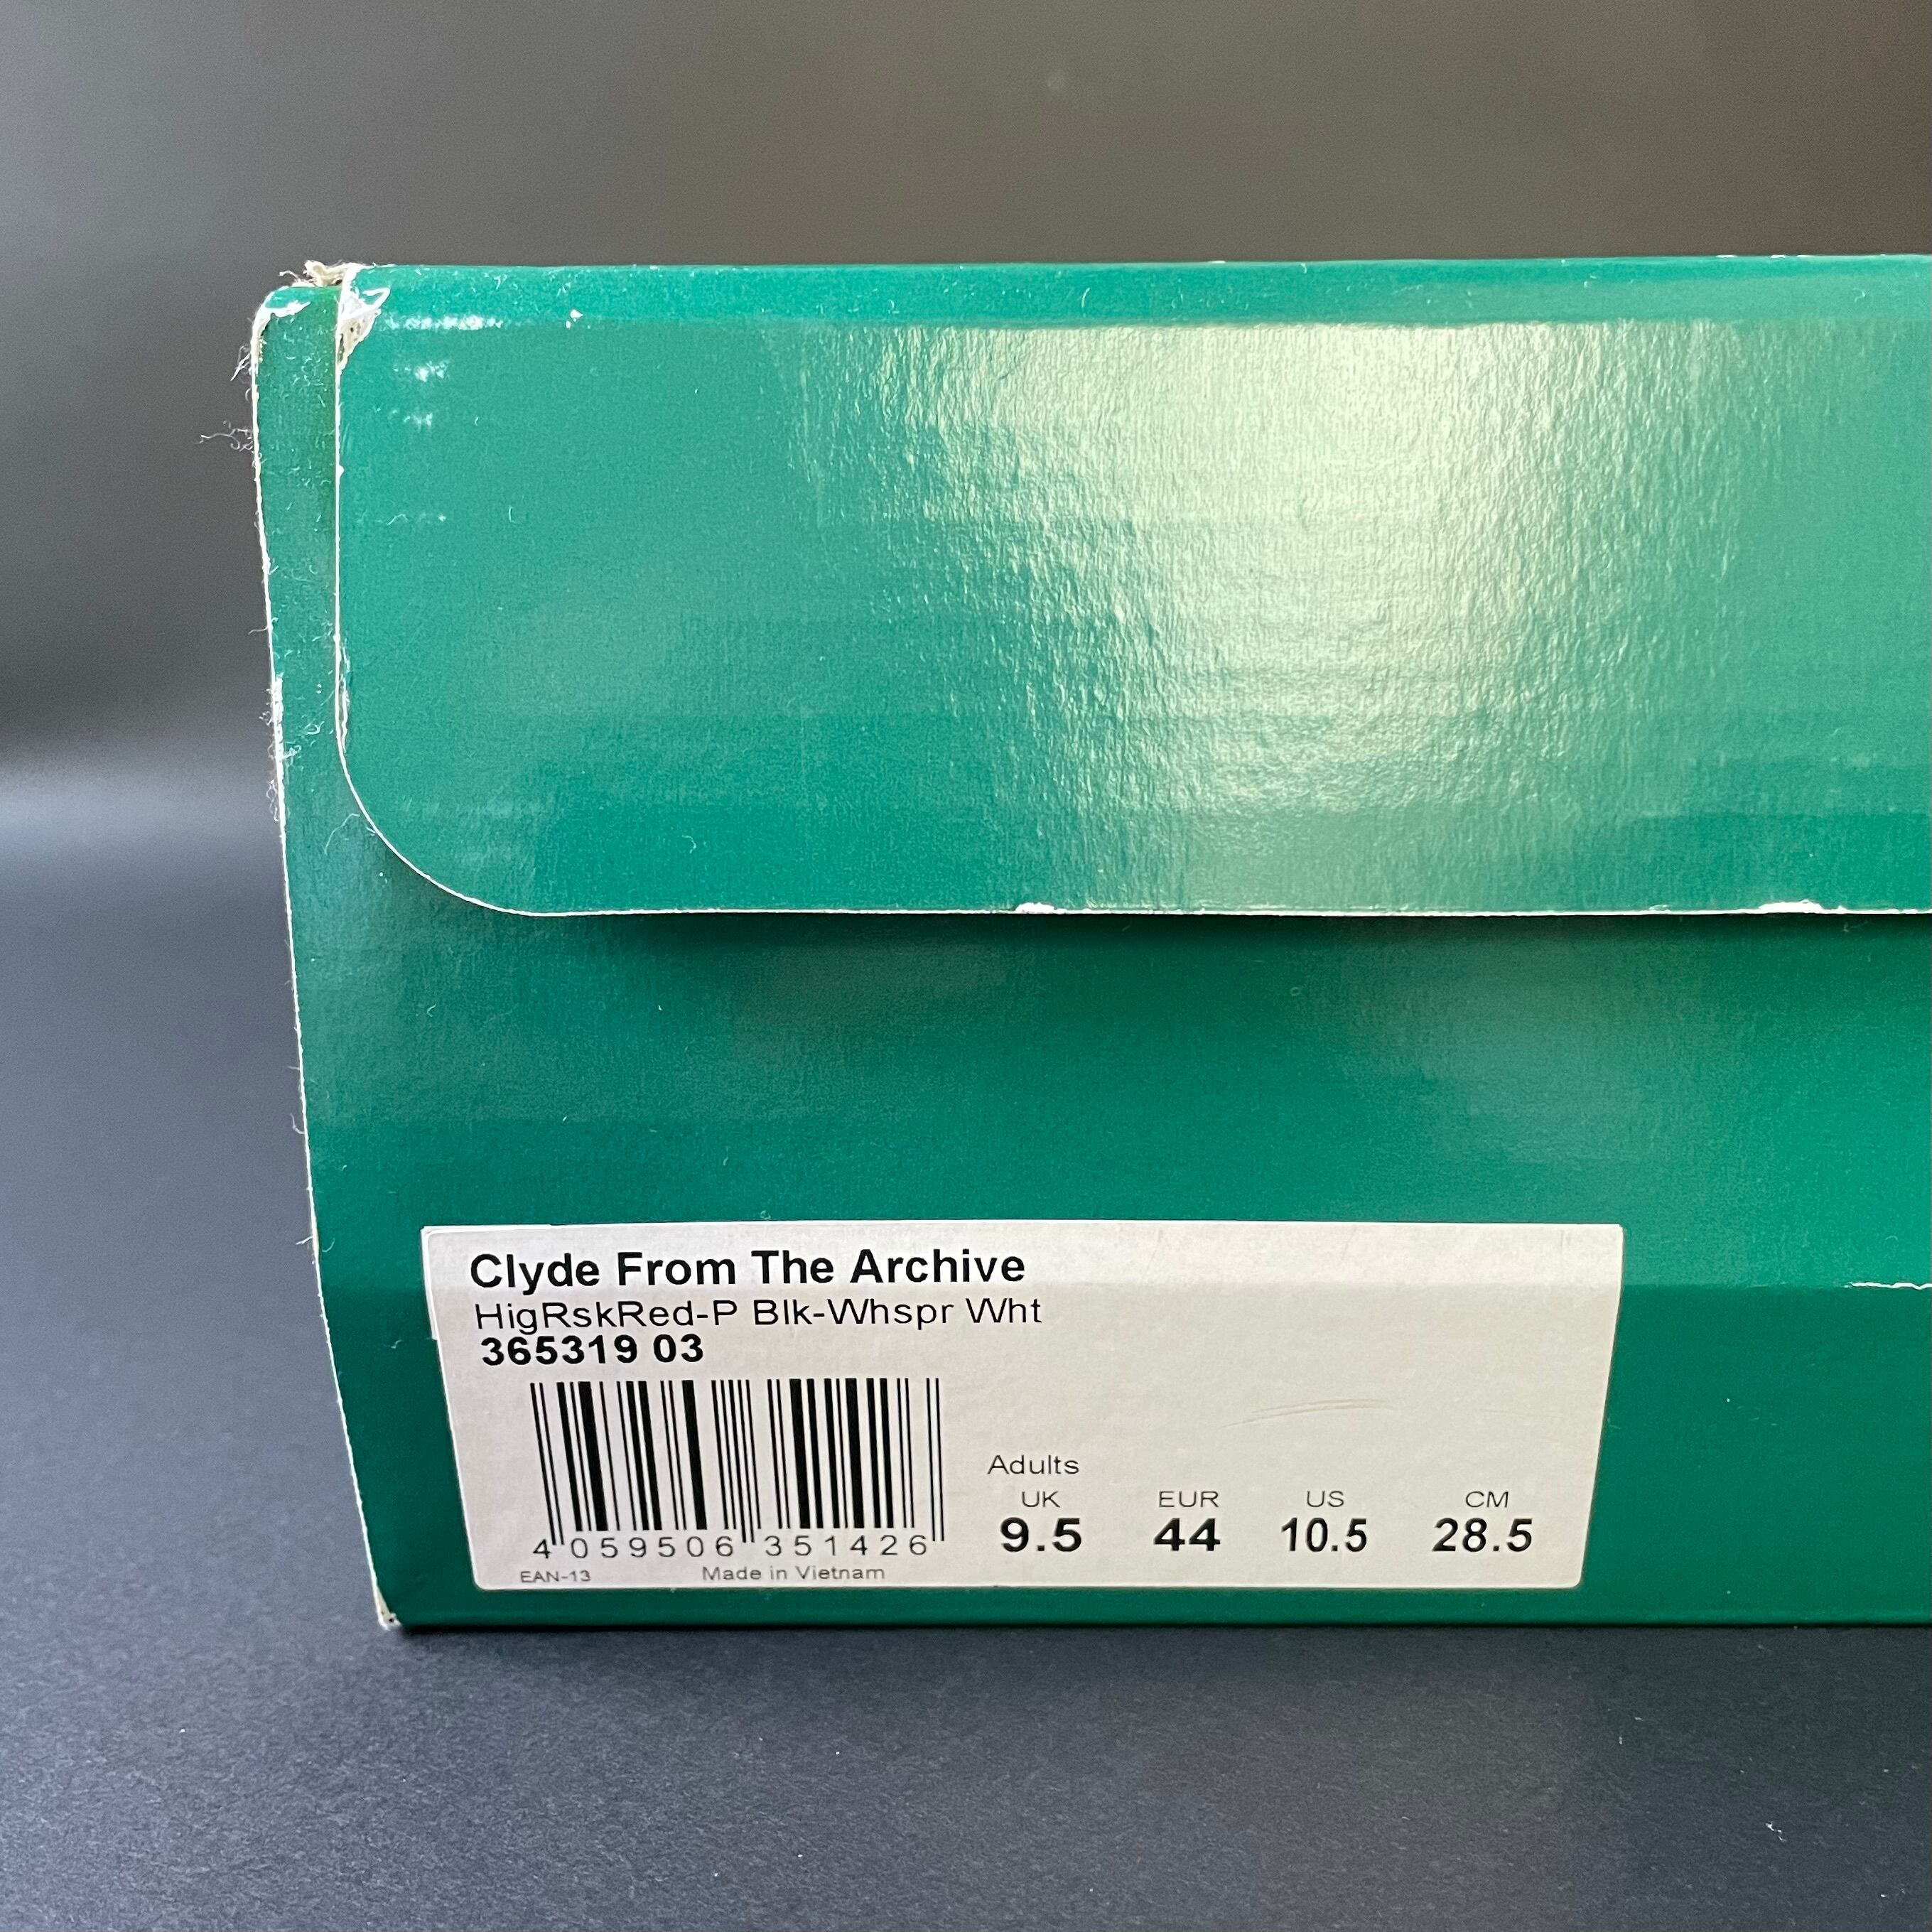 Clyde From The Archive
HigRskRed-P Blk-Whspr Wht
365319 03
Adults
UK EUR US CM
9.5 44 10.5 28.5
4 059506 351426
EAN-13 Made in Vietnam